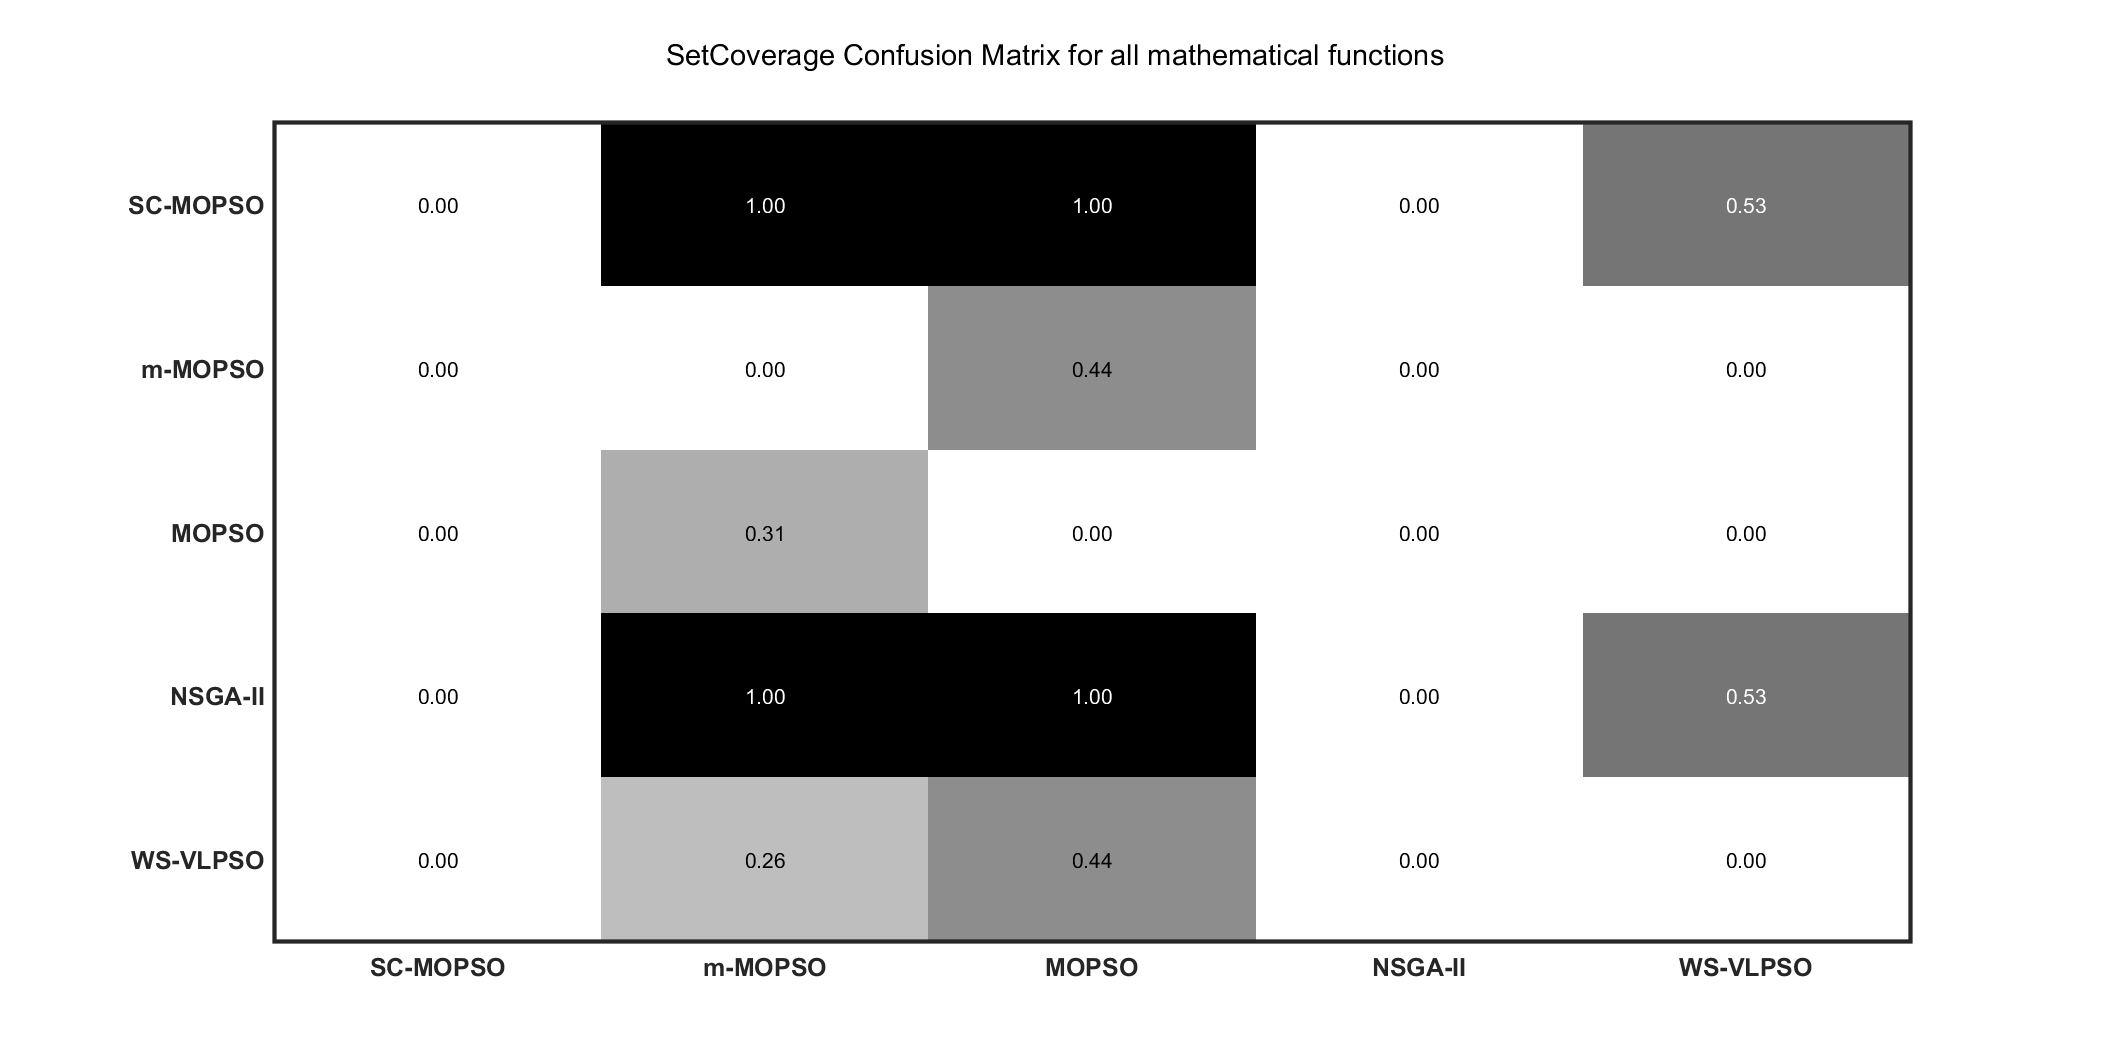 SetCoverage Confusion Matrix for all mathematical functions
SC-MOPSO 0.00 1.00 1.00 0.00 0.53
m-MOPSO 0.00 0.00 0.44 0.00 0.00
MOPSO 0.00 0.31 0.00 0.00 0.00
NSGA-II 0.00 1.00 1.00 0.00 0.53
WS-VLPSO 0.00 0.26 0.44 0.00 0.00
SC-MOPSO m-MOPSO MOPSO NSGA-II WS-VLPSO